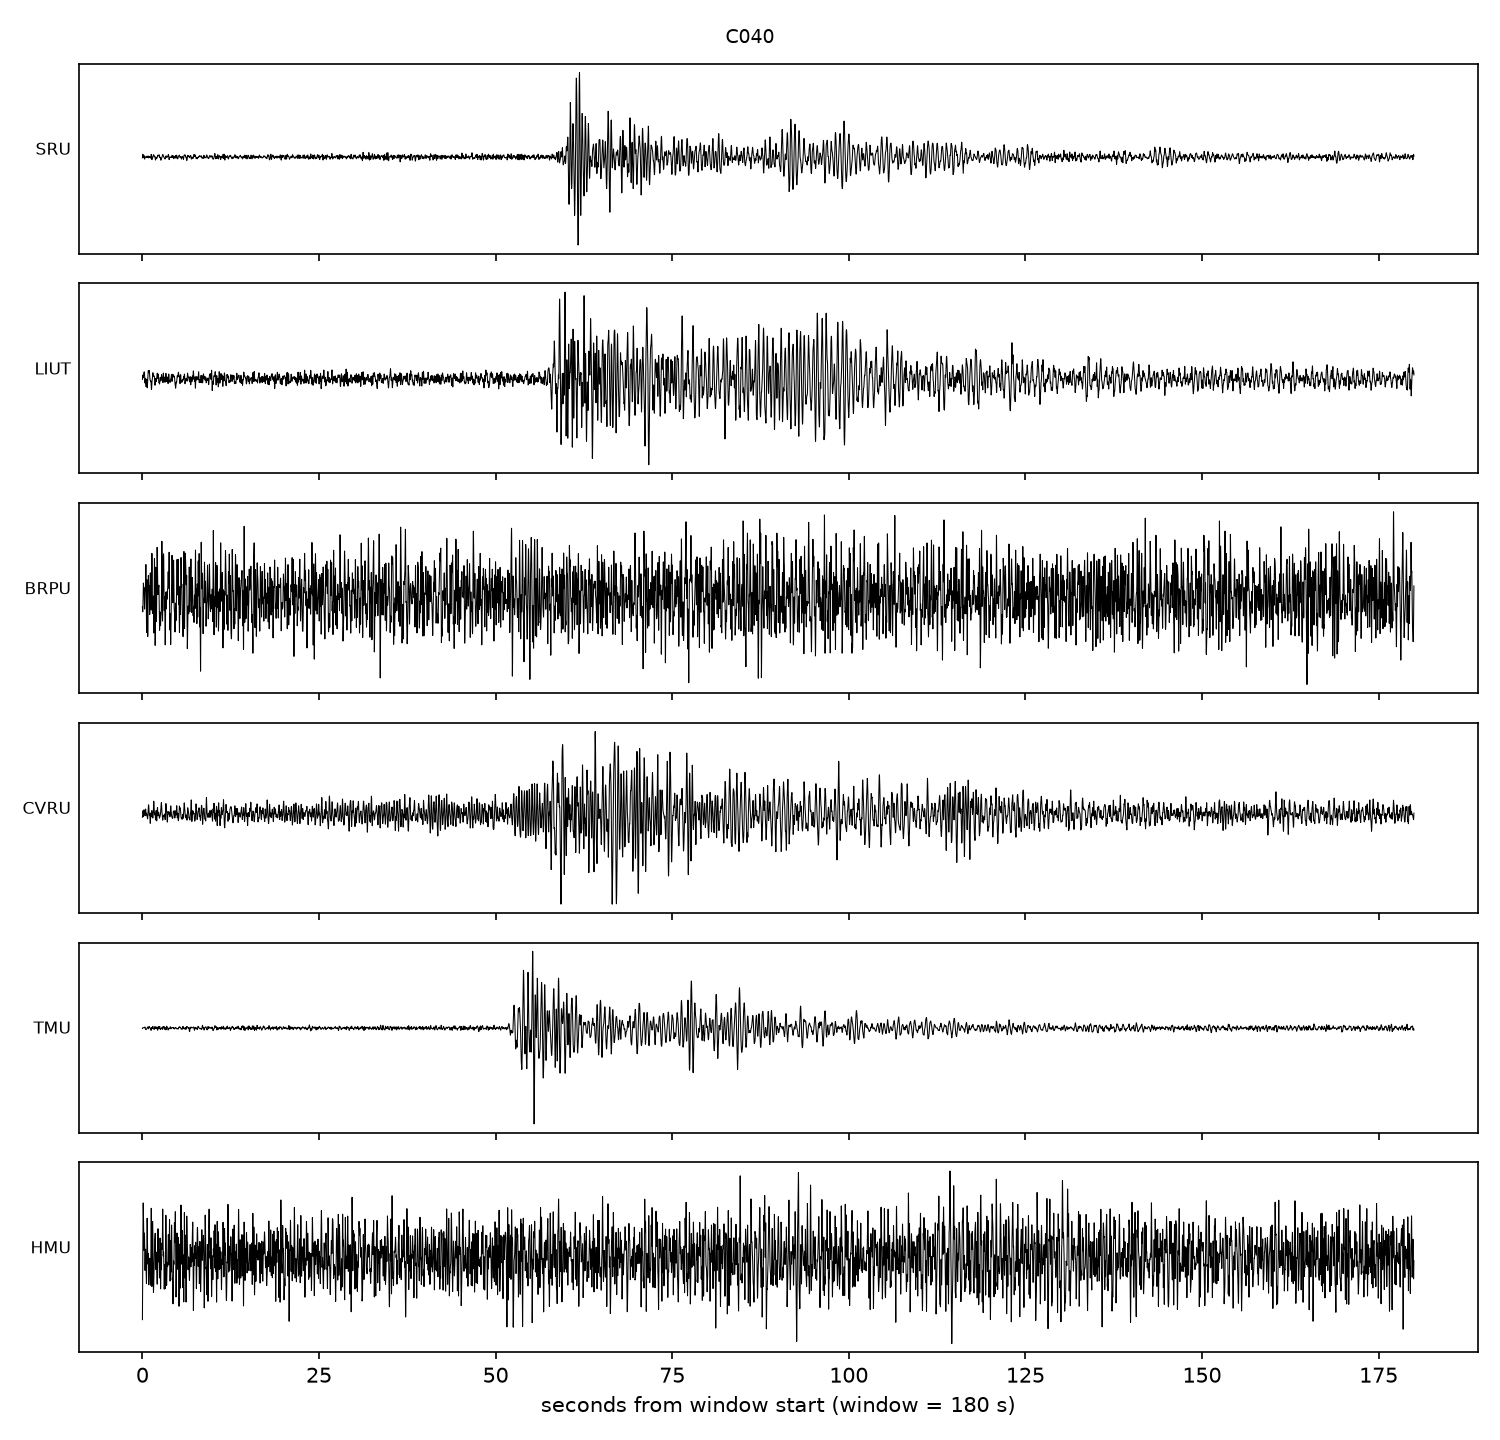 C040
SRU
LIUT
BRPU
CVRU
TMU
HMU
0 25 50 75 100 125 150 175
seconds from window start (window = 180 s)